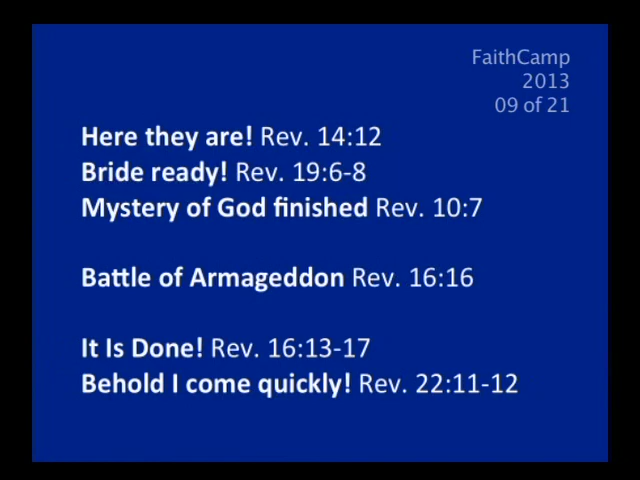 FaithCamp
2013
09 of 21
Here they are! Rev. 14:12
Bride ready! Rev. 19:6-8
Mystery of God finished Rev. 10:7
Battle of Armageddon Rev. 16:16
It Is Done! Rev. 16:13-17
Behold I come quickly! Rev. 22:11-12